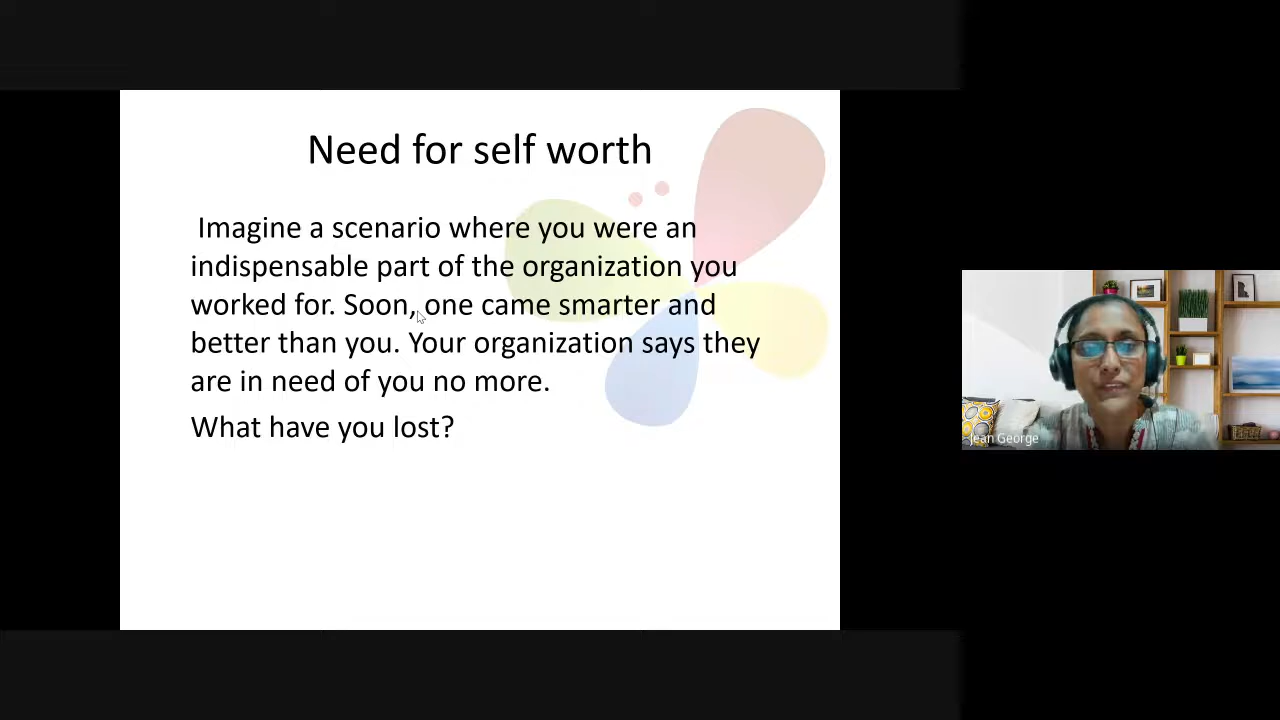 Need for self worth
Imagine a scenario where you were an
indispensable part of the organization you
worked for. Soon, one came smarter and
better than you. Your organization says they
are in need of you no more.
What have you lost?
Jean George